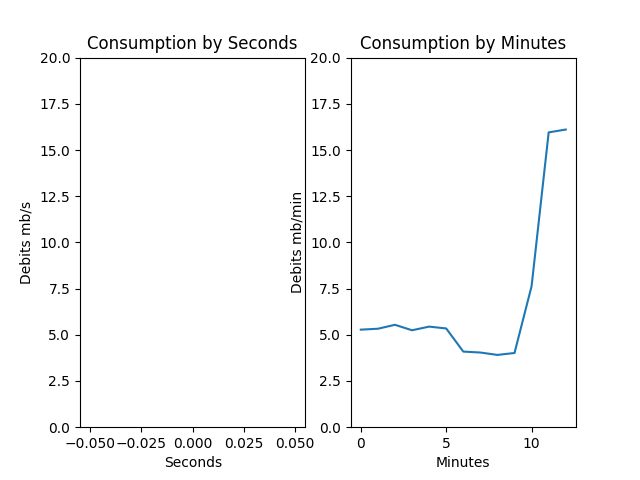 Consumption by Seconds
Consumption by Minutes
20.0
17.5
15.0
12.5
10.0
7.5
5.0
2.5
0.0
Debits mb/s
−0.050 −0.025 0.000 0.025 0.050
Seconds
20.0
17.5
15.0
12.5
10.0
7.5
5.0
2.5
0.0
Debits mb/min
0 5 10
Minutes